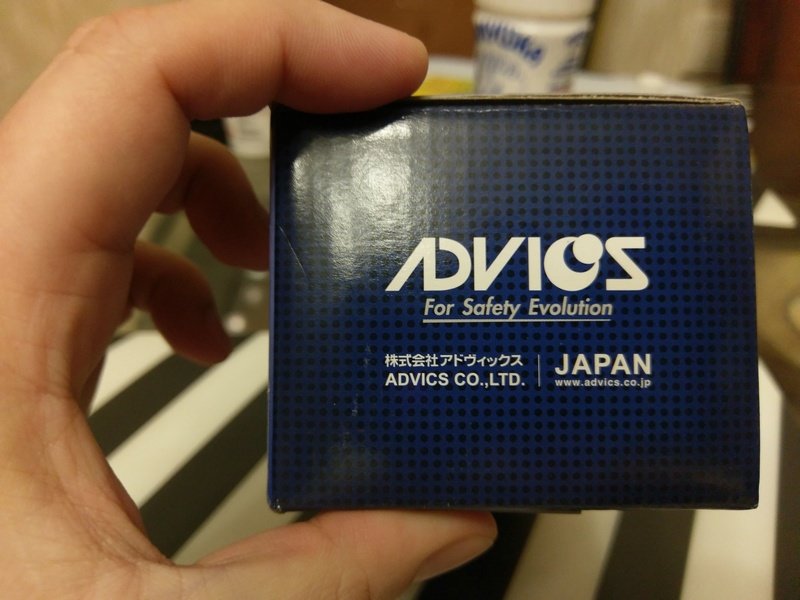 ADVICS
For Safety Evolution
株式会社アドヴィックス
ADVICS CO.,LTD.
JAPAN
www.advics.co.jp